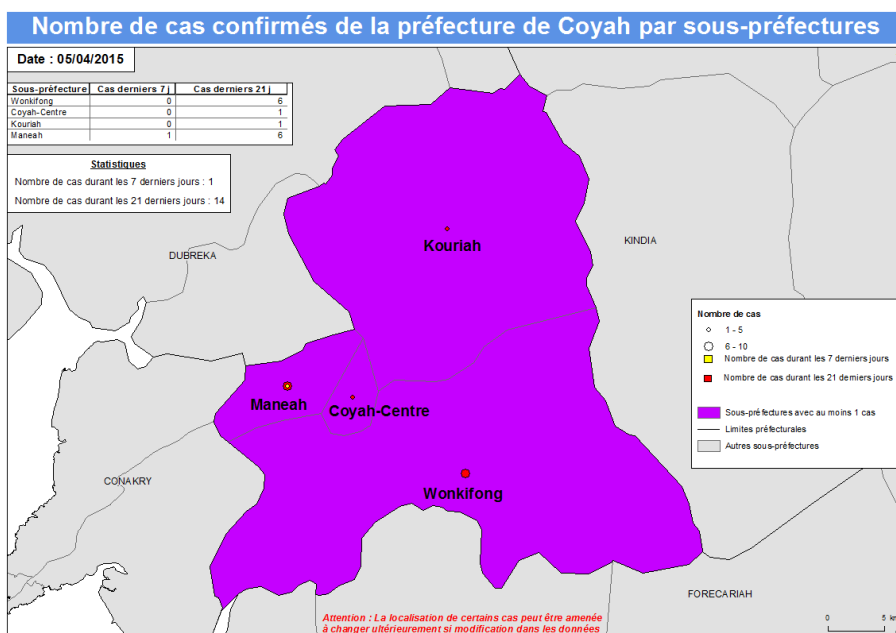 Nombre de cas confirmés de la préfecture de Coyah par sous-préfectures
Date : 05/04/2015
Sous-préfecture Cas derniers 7 j Cas derniers 21 j
Wonkifong 0 6
Coyah-Centre 0 1
Kouriah 0 1
Maneah 1 6
Statistiques
Nombre de cas durant les 7 derniers jours : 1
Nombre de cas durant les 21 derniers jours : 14
KINDIA
Kouriah
DUBREKA
Nombre de cas
1 - 5
6 - 10
Nombre de cas durant les 7 derniers jours
Nombre de cas durant les 21 derniers jours
Sous-préfectures avec au moins 1 cas
Limites préfecturales
Autres sous-préfectures
Maneah
Coyah-Centre
CONAKRY
Wonkifong
FORECARIAH
Attention : La localisation de certains cas peut être amenée
à changer ultérieurement si modification dans les données
0 5 km